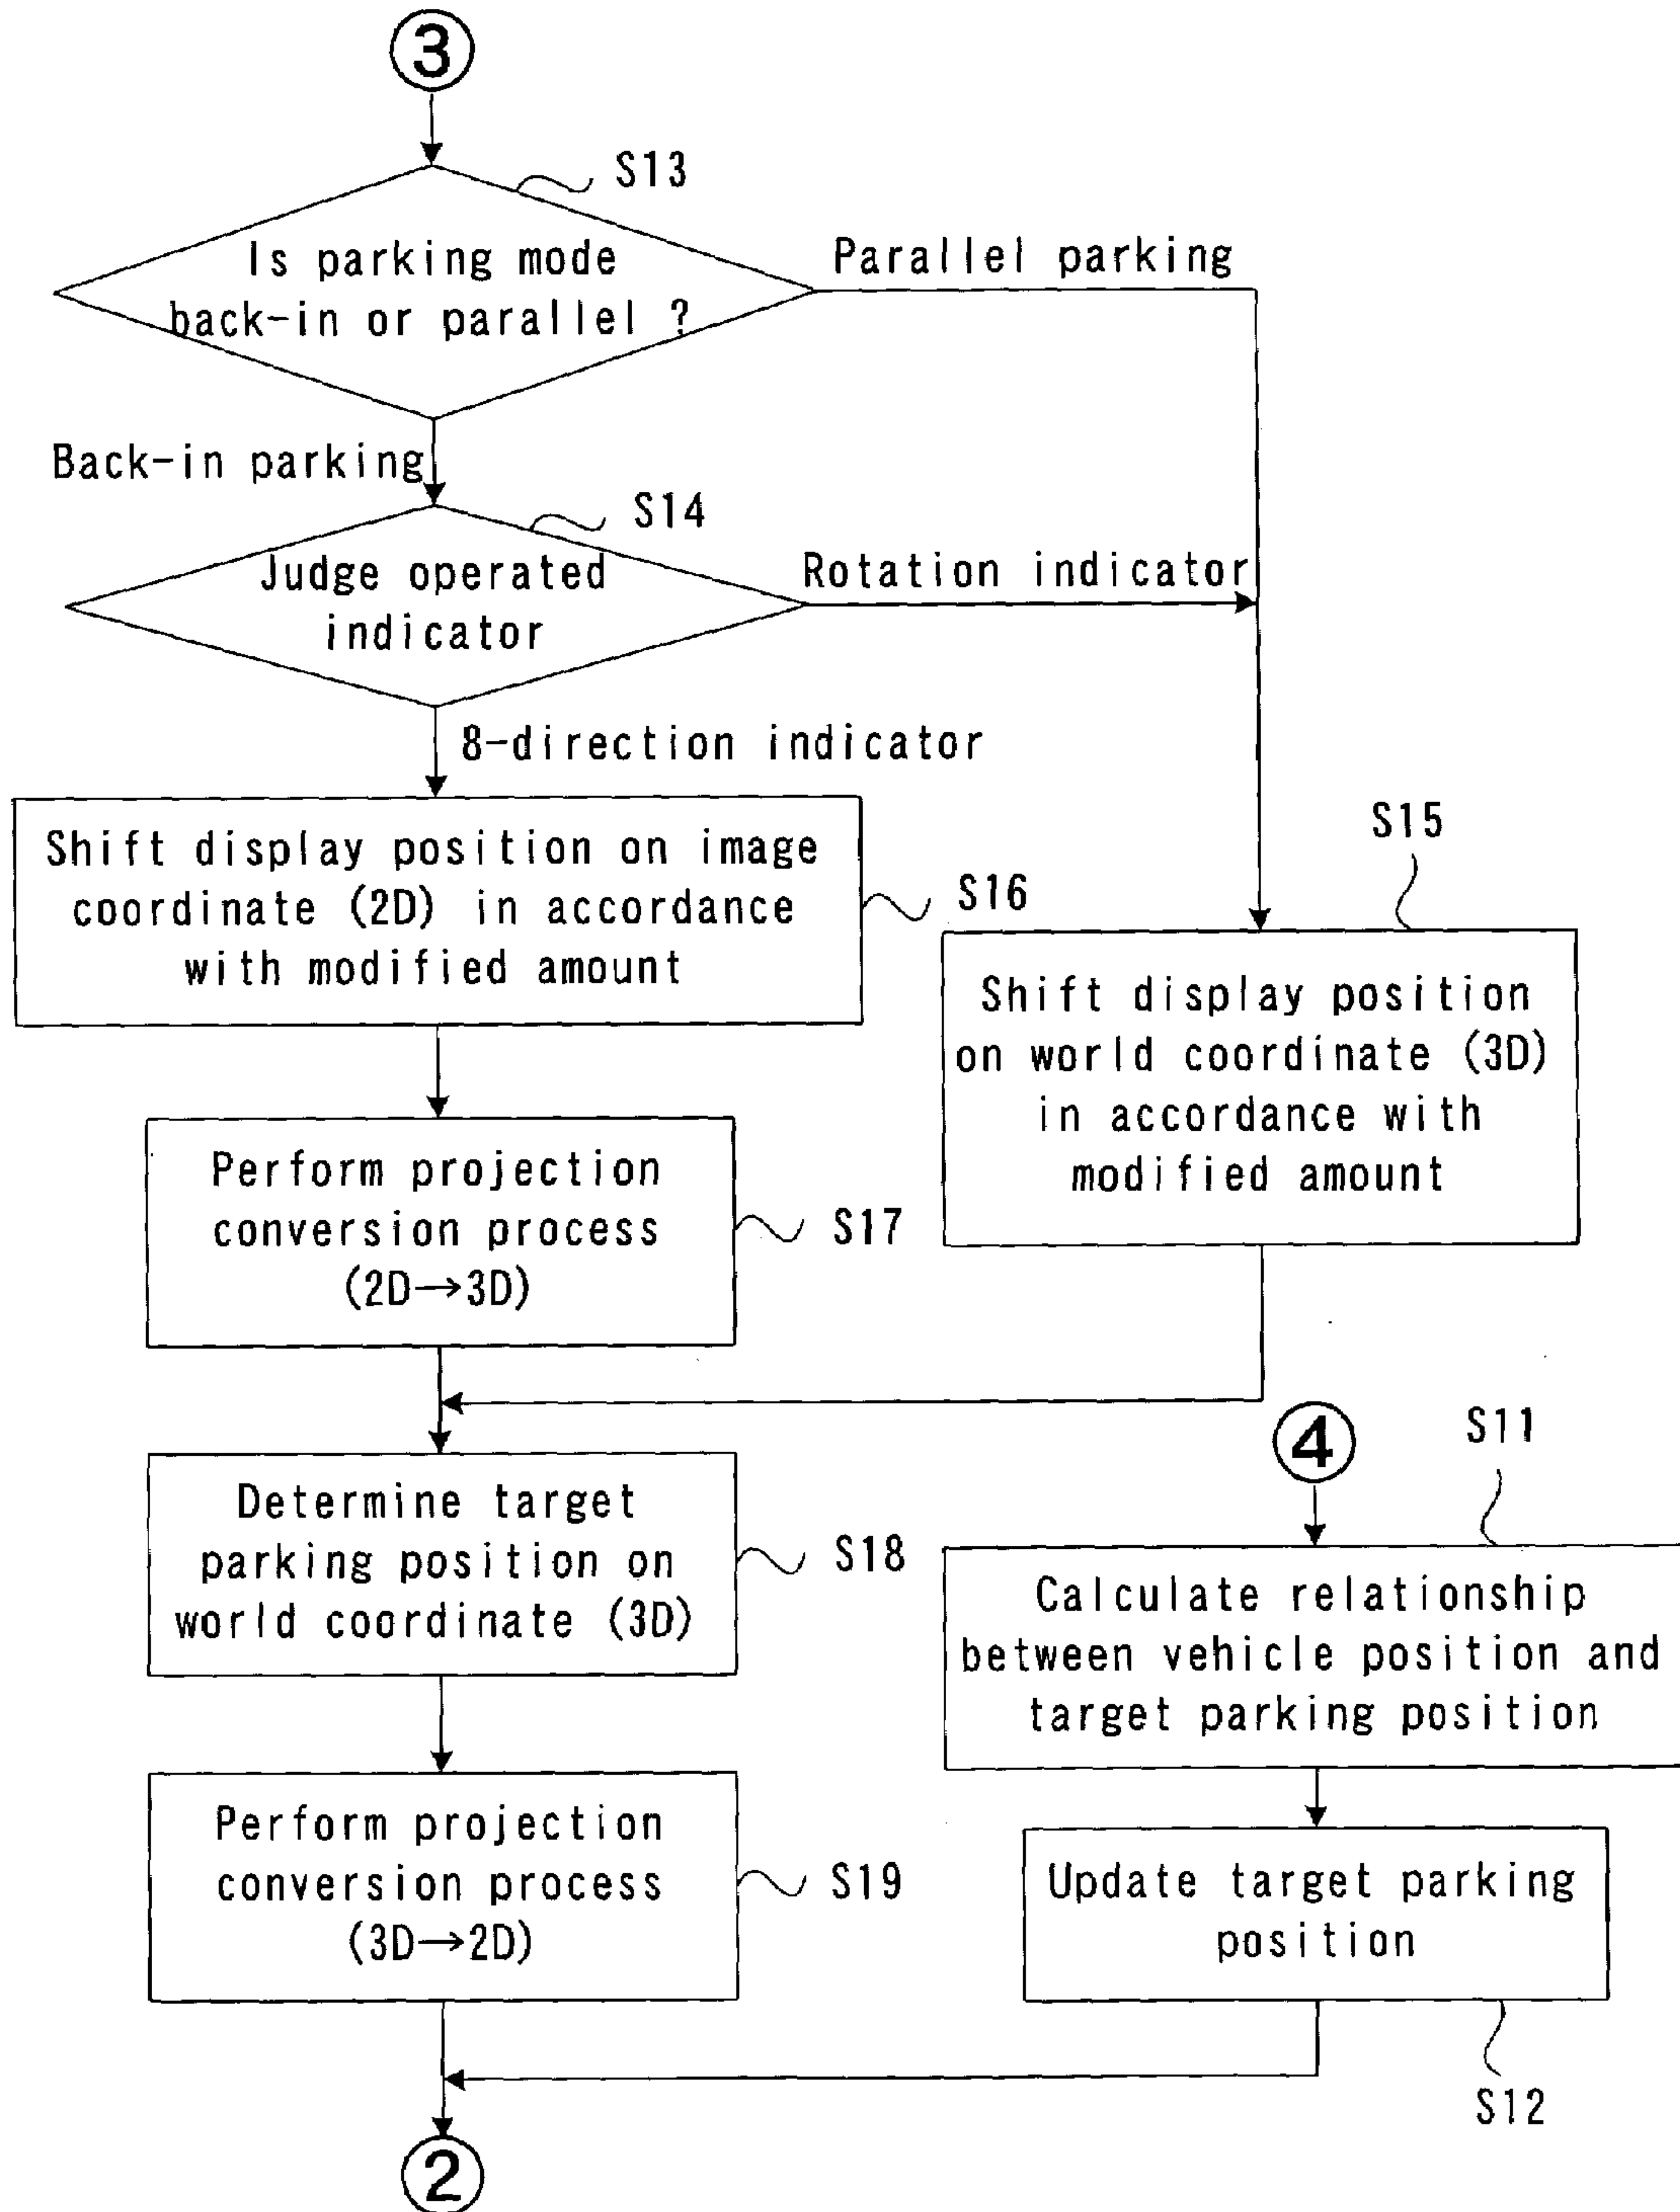 3
S13
Is parking mode
back-in or parallel ?
Parallel parking
Back-in parking
S14
Judge operated
indicator
Rotation indicator
8-direction indicator
Shift display position on image
coordinate (2D) in accordance
with modified amount
S16
S15
Shift display position
on world coordinate (3D)
in accordance with
modified amount
Perform projection
conversion process
(2D→3D)
S17
Determine target
parking position on
world coordinate (3D)
S18
4
S11
Calculate relationship
between vehicle position and
target parking position
Perform projection
conversion process
(3D→2D)
S19
Update target parking
position
S12
2